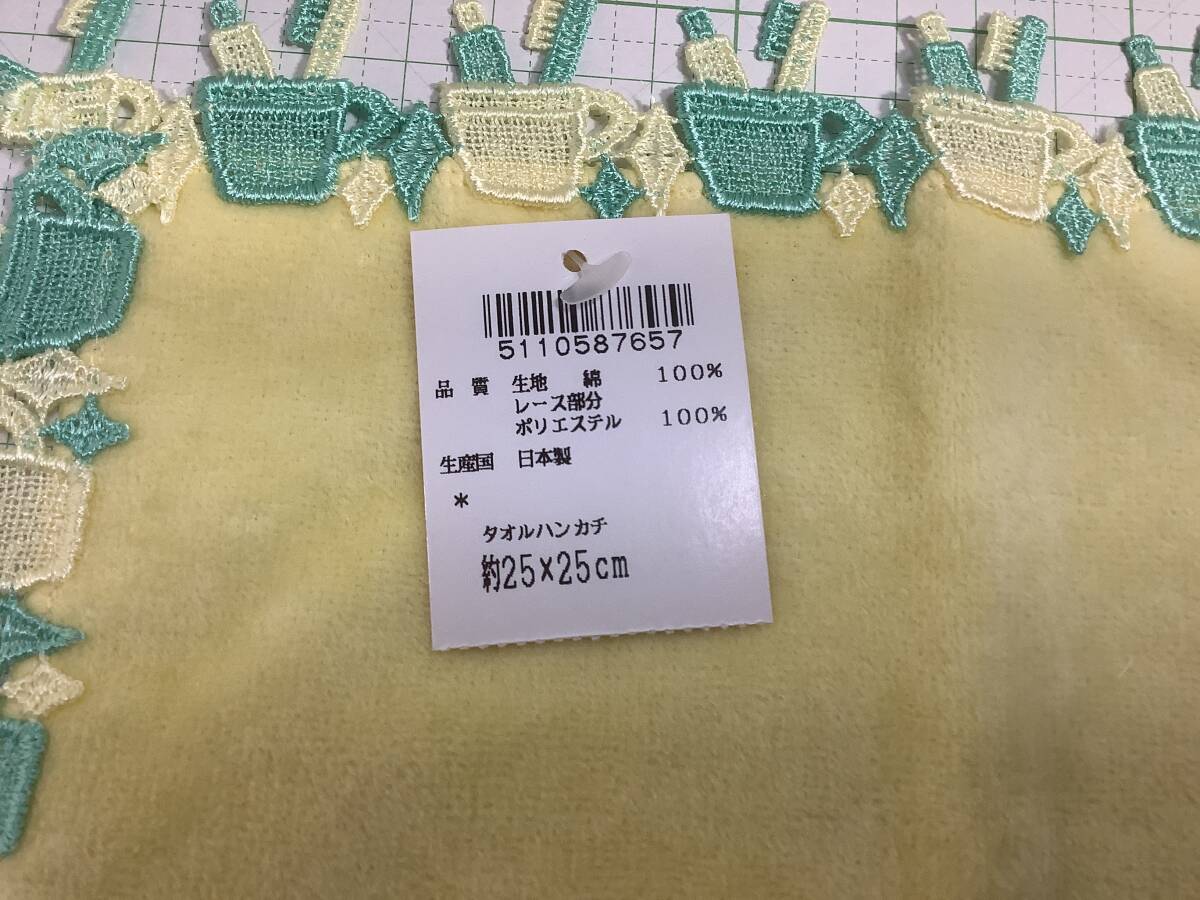 5110587657
品 質 生地 綿 100%
レース部分
ポリエステル 100%
生産国 日本製
*
タオルハンカチ
約25×25cm